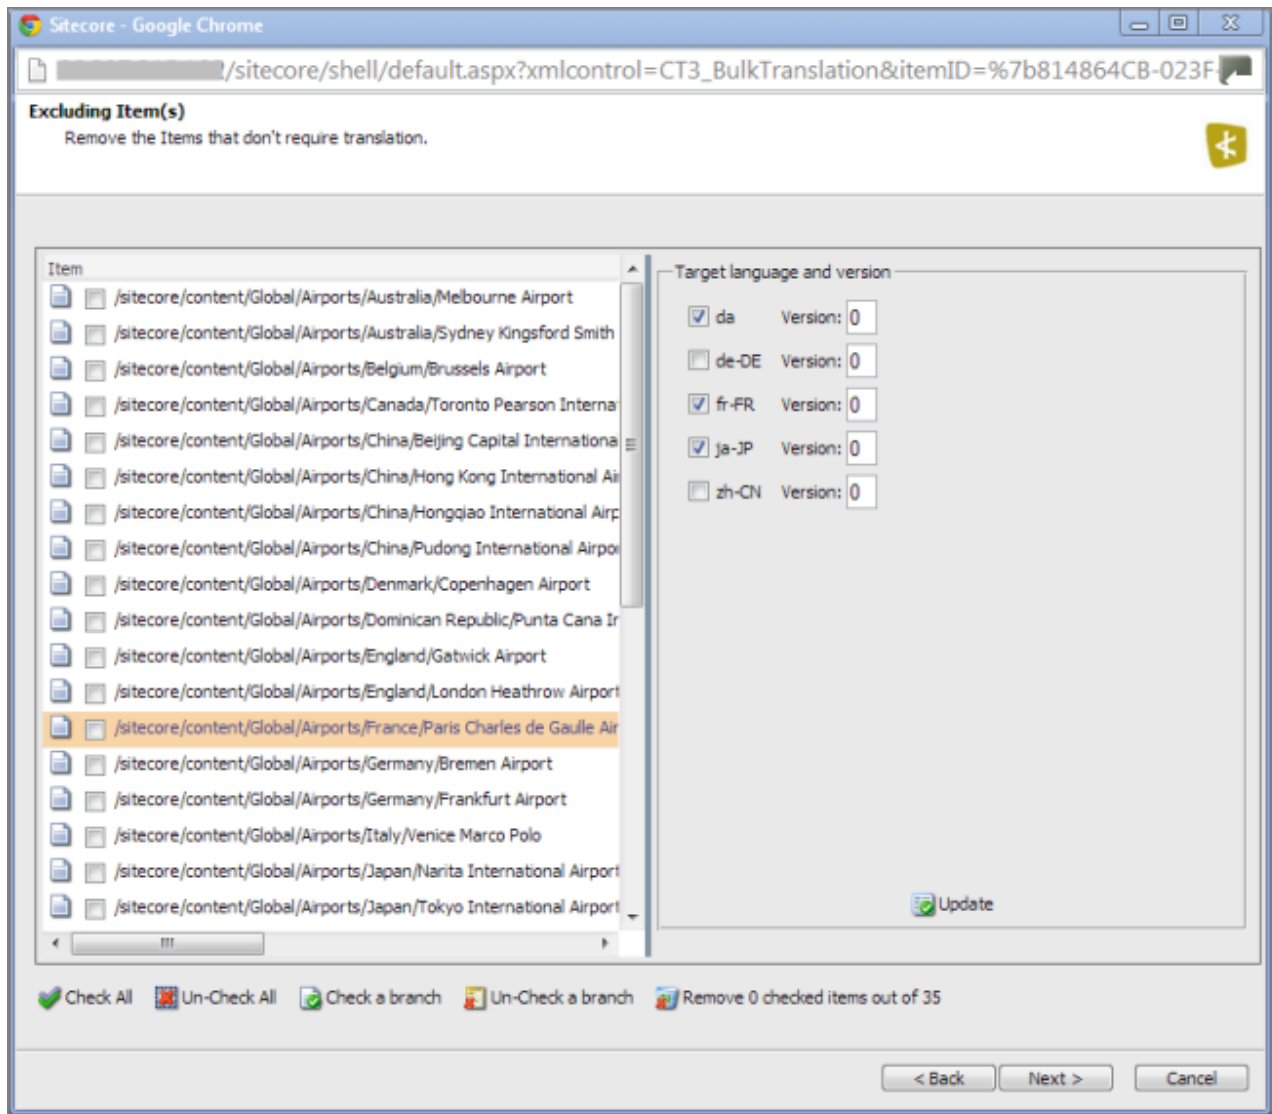 Sitecore - Google Chrome
/sitecore/shell/default.aspx?xmlcontrol=CT3_BulkTranslation&itemID=%7b814864CB-023F-
Excluding Item(s)
Remove the Items that don't require translation.
Item
/sitecore/content/Global/Airports/Australia/Melbourne Airport
/sitecore/content/Global/Airports/Australia/Sydney Kingsford Smith
/sitecore/content/Global/Airports/Belgium/Brussels Airport
/sitecore/content/Global/Airports/Canada/Toronto Pearson Interna
/sitecore/content/Global/Airports/China/Beijing Capital International
/sitecore/content/Global/Airports/China/Hong Kong International Air
/sitecore/content/Global/Airports/China/Hongqiao International Airp
/sitecore/content/Global/Airports/China/Pudong International Airpor
/sitecore/content/Global/Airports/Denmark/Copenhagen Airport
/sitecore/content/Global/Airports/Dominican Republic/Punta Cana Ir
/sitecore/content/Global/Airports/England/Gatwick Airport
/sitecore/content/Global/Airports/England/London Heathrow Airport
/sitecore/content/Global/Airports/France/Paris Charles de Gaulle Air
/sitecore/content/Global/Airports/Germany/Bremen Airport
/sitecore/content/Global/Airports/Germany/Frankfurt Airport
/sitecore/content/Global/Airports/Italy/Venice Marco Polo
/sitecore/content/Global/Airports/Japan/Narita International Airport
/sitecore/content/Global/Airports/Japan/Tokyo International Airport
Target language and version
da Version: 0
de-DE Version: 0
fr-FR Version: 0
ja-JP Version: 0
zh-CN Version: 0
Update
Check All Un-Check All Check a branch Un-Check a branch Remove 0 checked items out of 35
< Back Next > Cancel